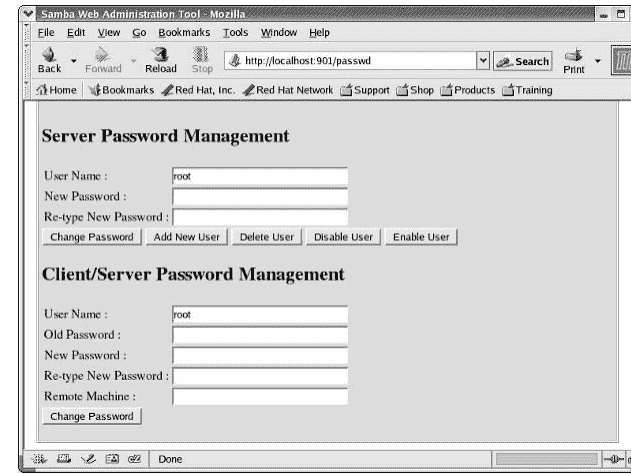 Samba Web Administration Tool - Mozilla
File Edit View Go Bookmarks Tools Window Help
Back Forward Reload Stop http://localhost:901/passwd Search Print
Home Bookmarks Red Hat, Inc. Red Hat Network Support Shop Products Training
Server Password Management
User Name : root
New Password :
Re-type New Password :
Change Password Add New User Delete User Disable User Enable User
Client/Server Password Management
User Name : root
Old Password :
New Password :
Re-type New Password :
Remote Machine :
Change Password
Done